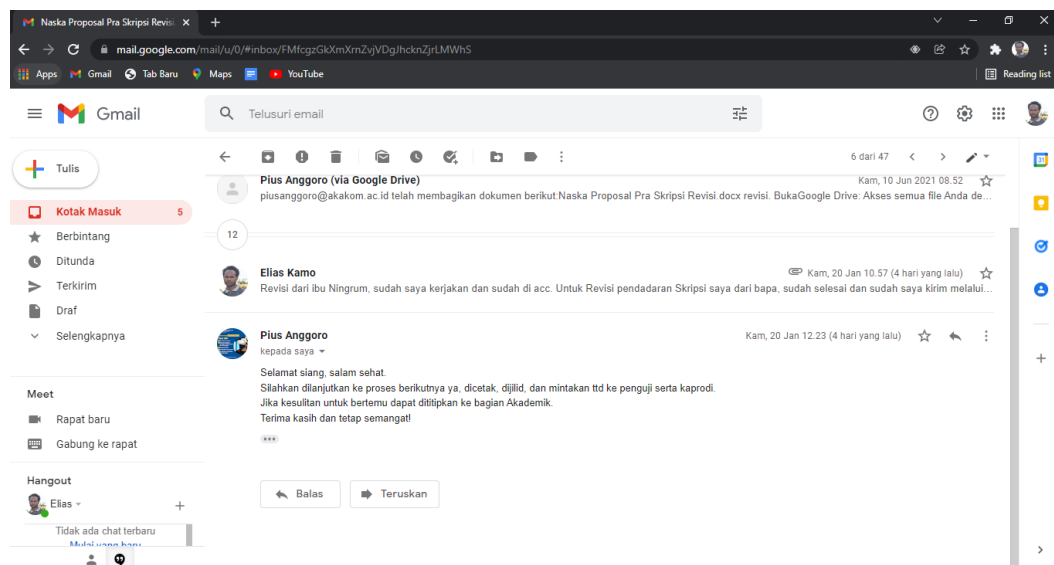 Naska Proposal Pra Skripsi Revisi
mail.google.com/mail/u/0/#inbox/FMfcgzGkXmXrnZvjVDgJhcknZjrLMWhS
Apps Gmail Tab Baru Maps YouTube Reading list
Gmail
Telusuri email
Tulis
6 dari 47
31
Kotak Masuk 5
Berbintang
Ditunda
Terkirim
Draf
Selengkapnya
Meet
Rapat baru
Gabung ke rapat
Hangout
Elias
Tidak ada chat terbaru
Mulai yang baru
Pius Anggoro (via Google Drive) Kam, 10 Jun 2021 08.52
piusanggoro@akakom.ac.id telah membagikan dokumen berikut:Naska Proposal Pra Skripsi Revisi.docx revisi. BukaGoogle Drive: Akses semua file Anda de...
12
Elias Kamo Kam, 20 Jan 10.57 (4 hari yang lalu)
Revisi dari ibu Ningrum, sudah saya kerjakan dan sudah di acc. Untuk Revisi pendadaran Skripsi saya dari bapa, sudah selesai dan sudah saya kirim melalui...
Pius Anggoro Kam, 20 Jan 12.23 (4 hari yang lalu)
kepada saya
Selamat siang, salam sehat.
Silahkan dilanjutkan ke proses berikutnya ya, dicetak, dijilid, dan mintakan ttd ke penguji serta kaprodi.
Jika kesulitan untuk bertemu dapat dititipkan ke bagian Akademik.
Terima kasih dan tetap semangat!
Balas Teruskan